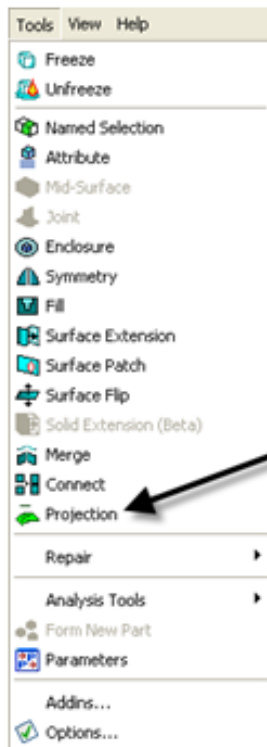 Tools View Help
Freeze
Unfreeze
Named Selection
Attribute
Mid-Surface
Joint
Enclosure
Symmetry
Fill
Surface Extension
Surface Patch
Surface Flip
Solid Extension (Beta)
Merge
Connect
Projection
Repair
Analysis Tools
Form New Part
Parameters
Addins...
Options...